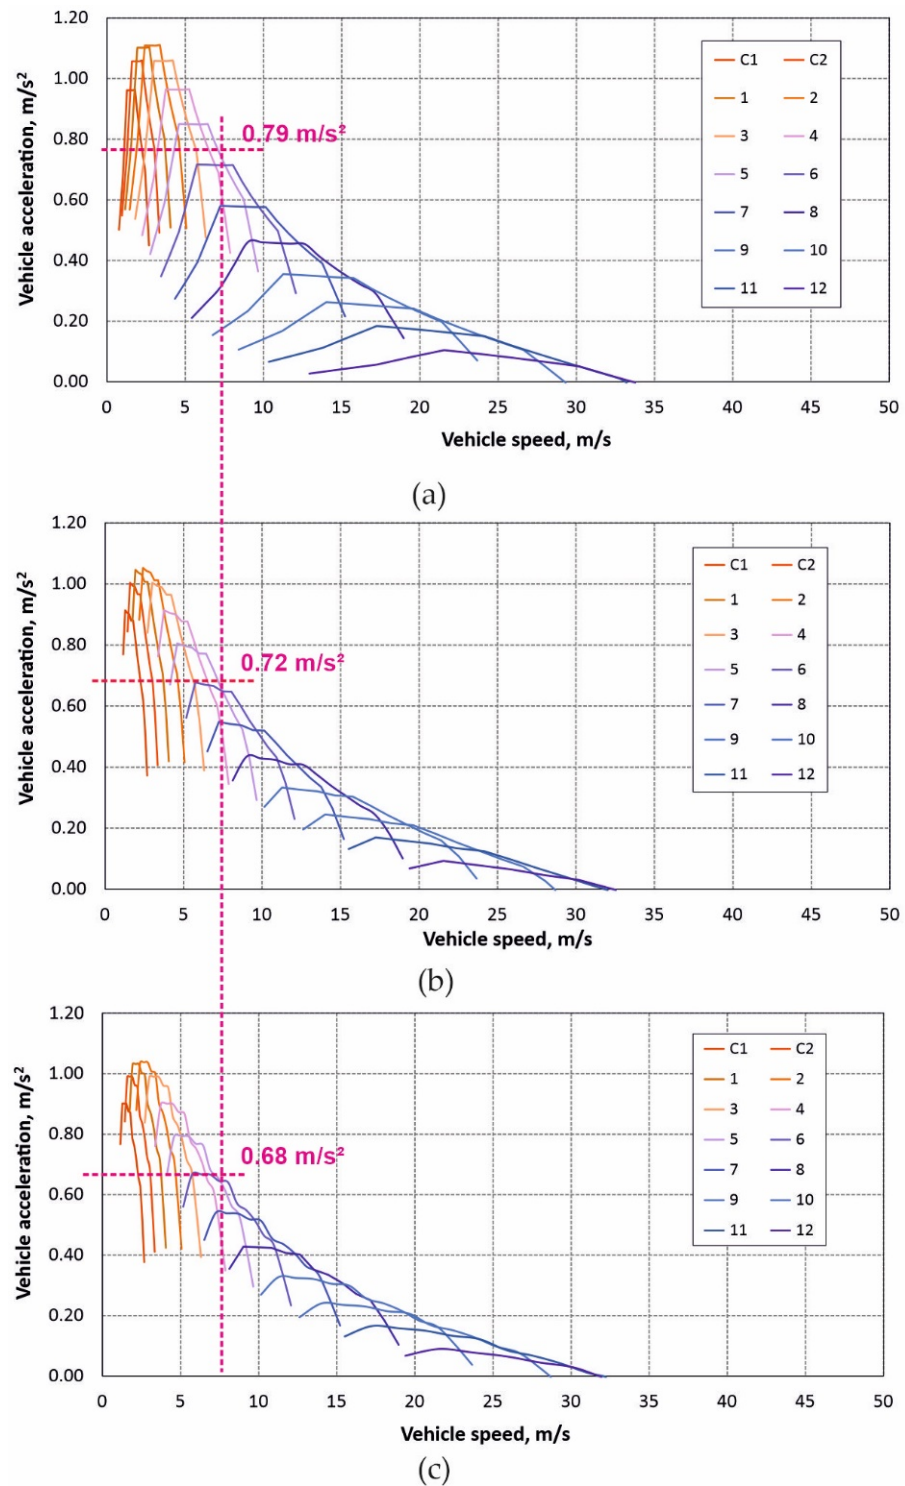 1.20
1.00
0.80
0.60
0.40
0.20
0.00
Vehicle acceleration, m/s²
0.79 m/s²
C1 C2
1 2
3 4
5 6
7 8
9 10
11 12
0 5 10 15 20 25 30 35 40 45 50
Vehicle speed, m/s
(a)
1.20
1.00
0.80
0.60
0.40
0.20
0.00
Vehicle acceleration, m/s²
0.72 m/s²
C1 C2
1 2
3 4
5 6
7 8
9 10
11 12
0 5 10 15 20 25 30 35 40 45 50
Vehicle speed, m/s
(b)
1.20
1.00
0.80
0.60
0.40
0.20
0.00
Vehicle acceleration, m/s²
0.68 m/s²
C1 C2
1 2
3 4
5 6
7 8
9 10
11 12
0 5 10 15 20 25 30 35 40 45 50
Vehicle speed, m/s
(c)